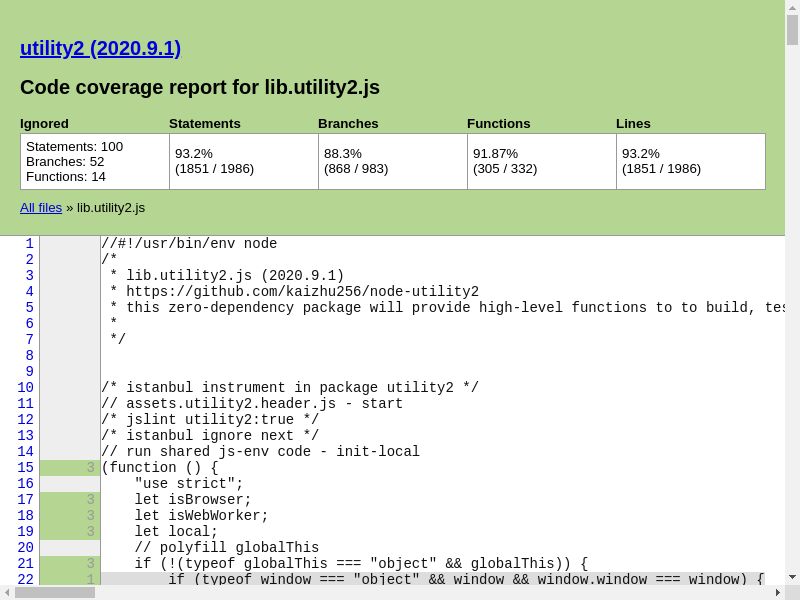 utility2 (2020.9.1)
Code coverage report for lib.utility2.js
Ignored Statements Branches Functions Lines
Statements: 100
Branches: 52
Functions: 14
93.2%
(1851 / 1986)
88.3%
(868 / 983)
91.87%
(305 / 332)
93.2%
(1851 / 1986)
All files » lib.utility2.js
1 //#!/usr/bin/env node
2 /*
3  * lib.utility2.js (2020.9.1)
4  * https://github.com/kaizhu256/node-utility2
5  * this zero-dependency package will provide high-level functions to to build, tes
6  *
7  */
8
9
10 /* istanbul instrument in package utility2 */
11 // assets.utility2.header.js - start
12 /* jslint utility2:true */
13 /* istanbul ignore next */
14 // run shared js-env code - init-local
15 3 (function () {
16     "use strict";
17 3     let isBrowser;
18 3     let isWebWorker;
19 3     let local;
20     // polyfill globalThis
21 3     if (!(typeof globalThis === "object" && globalThis)) {
22 1         if (typeof window === "object" && window && window.window === window) {